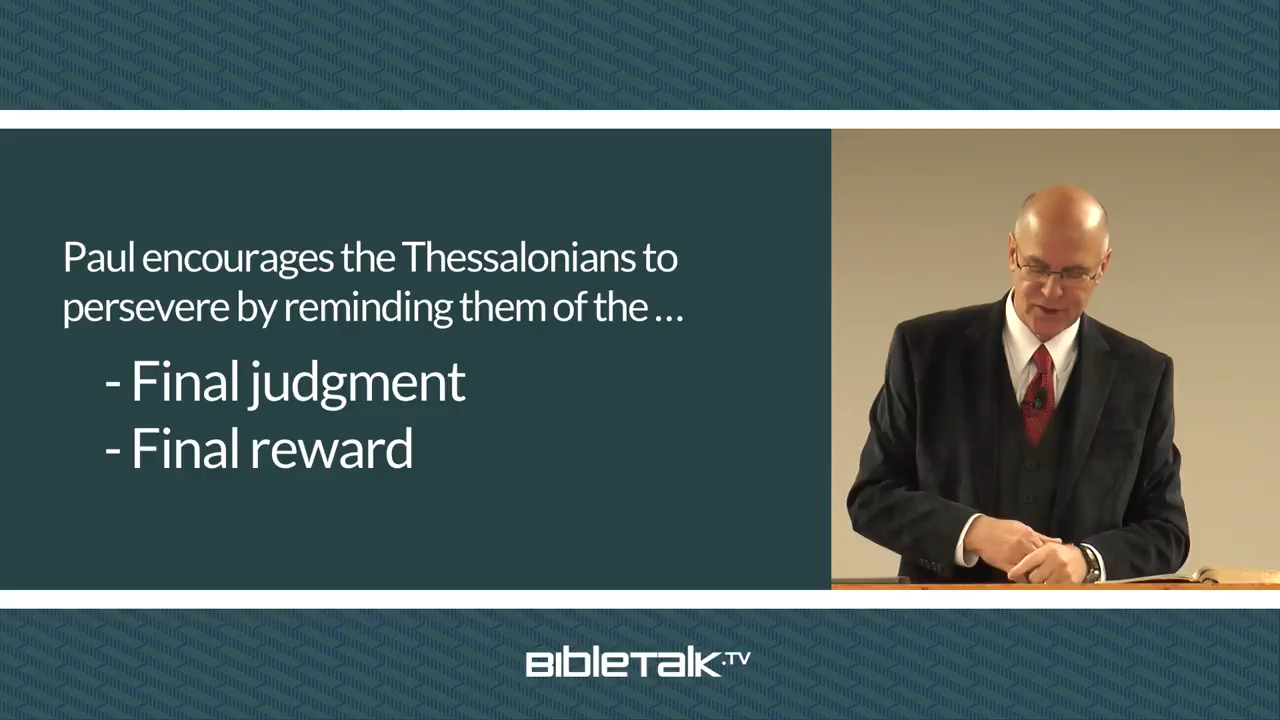 Paul encourages the Thessalonians to
persevere by reminding them of the ...
- Final judgment
- Final reward
BIBLETALK.TV